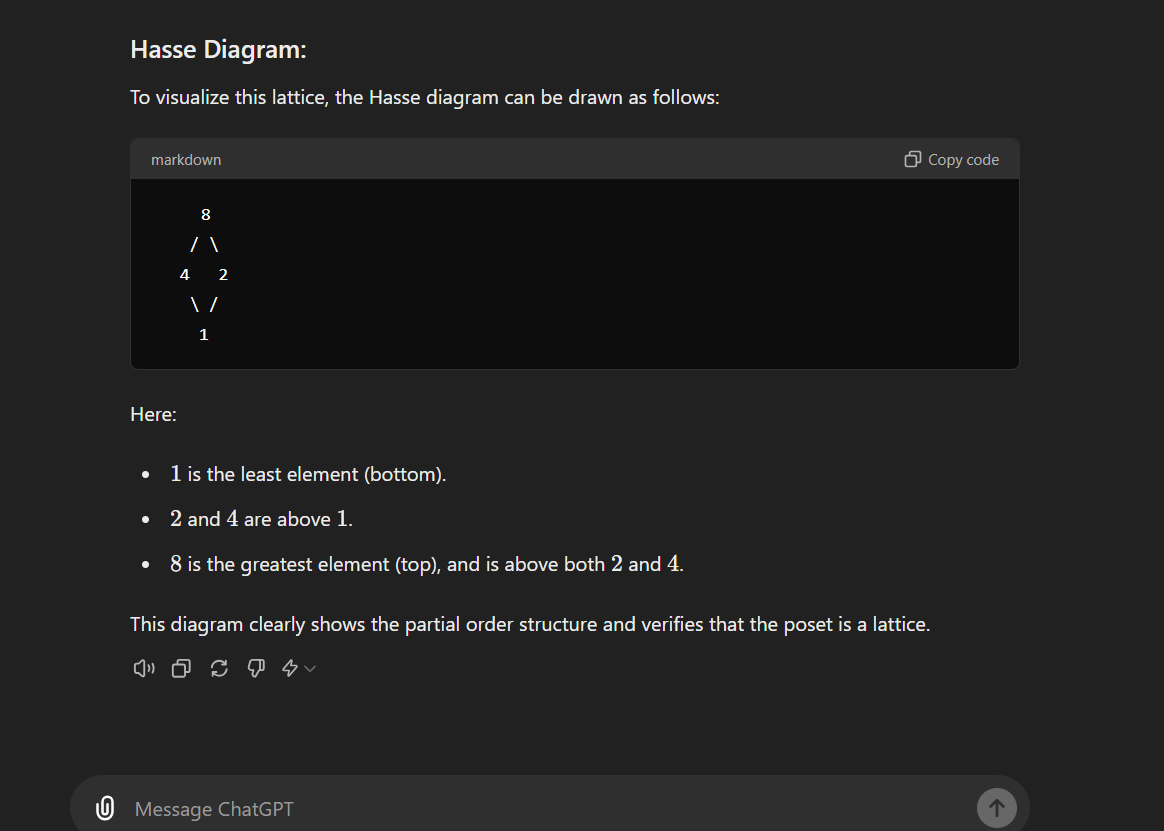 Hasse Diagram:
To visualize this lattice, the Hasse diagram can be drawn as follows:
markdown Copy code
8
/ \
4 2
\ /
1
Here:
• 1 is the least element (bottom).
• 2 and 4 are above 1.
• 8 is the greatest element (top), and is above both 2 and 4.
This diagram clearly shows the partial order structure and verifies that the poset is a lattice.
Message ChatGPT